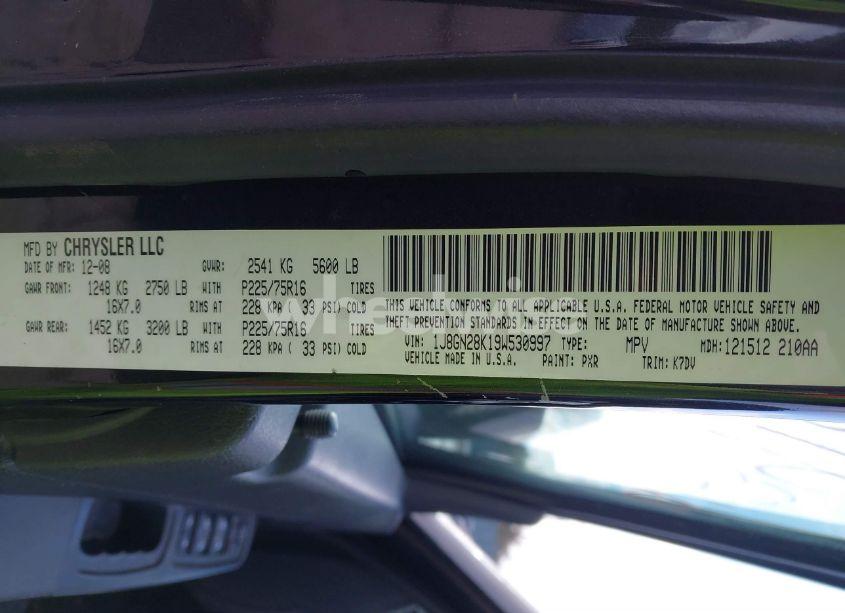 MFD BY CHRYSLER LLC
DATE OF MFR: 12-08 GVWR: 2541 KG 5600 LB
GAWR FRONT: 1248 KG 2750 LB WITH P225/75R16 TIRES
16X7.0 RIMS AT 228 KPA ( 33 PSI) COLD
GAWR REAR: 1452 KG 3200 LB WITH P225/75R16 TIRES
16X7.0 RIMS AT 228 KPA ( 33 PSI) COLD
THIS VEHICLE CONFORMS TO ALL APPLICABLE U.S.A. FEDERAL MOTOR VEHICLE SAFETY AND
THEFT PREVENTION STANDARDS IN EFFECT ON THE DATE OF MANUFACTURE SHOWN ABOVE.
VIN: 1J8GN28K19W530997 TYPE: MPV MDH: 121512 210AA
VEHICLE MADE IN U.S.A. PAINT: PXR TRIM: K7DV